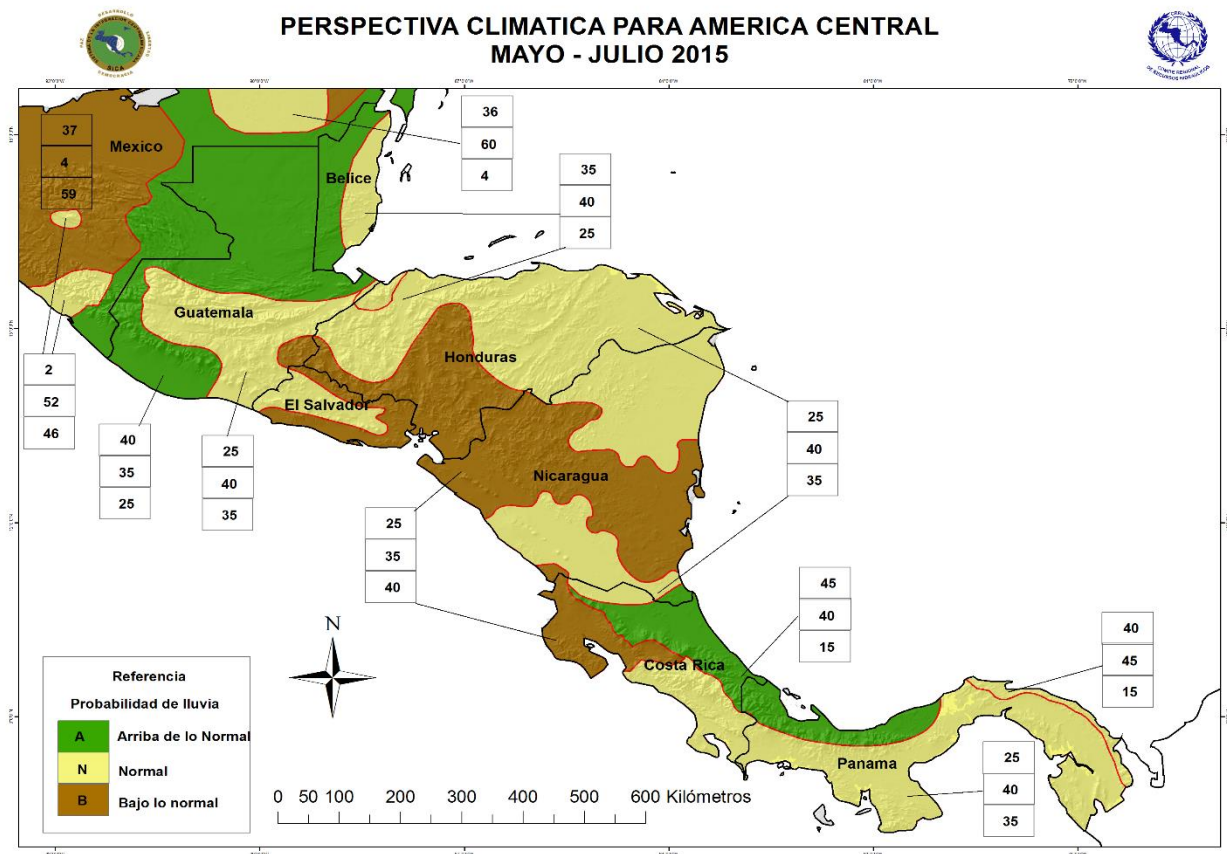 PERSPECTIVA CLIMATICA PARA AMERICA CENTRAL
MAYO - JULIO 2015
37
4
59
Mexico
36
60
4
Belice
35
40
25
Guatemala
Honduras
El Salvador
2
52
46
40
35
25
25
40
35
25
40
35
Nicaragua
25
35
40
45
40
15
Costa Rica
40
45
15
Panama
25
40
35
N
Referencia
Probabilidad de lluvia
A Arriba de lo Normal
N Normal
B Bajo lo normal
0 50 100 200 300 400 500 600 Kilómetros